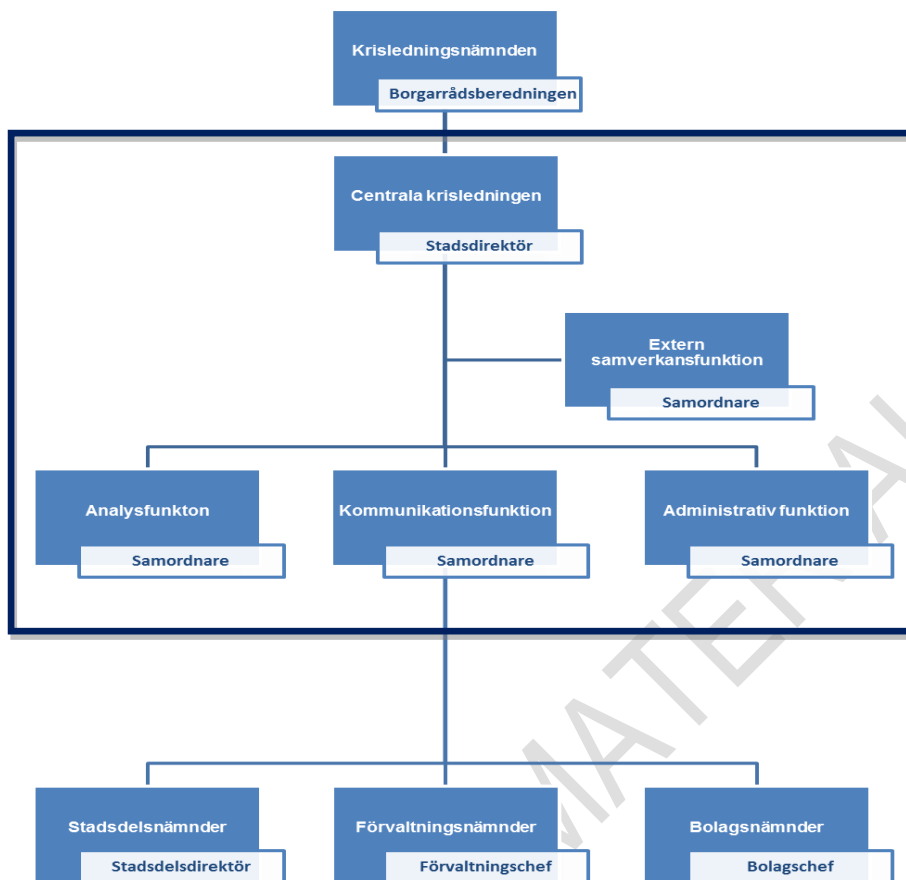 Krisledningsnämnden
Borgarrådsberedningen
Centrala krisledningen
Stadsdirektör
Extern
samverkansfunktion
Samordnare
Analysfunkton
Samordnare
Kommunikationsfunktion
Samordnare
Administrativ funktion
Samordnare
Stadsdelsnämnder
Stadsdelsdirektör
Förvaltningsnämnder
Förvaltningschef
Bolagsnämnder
Bolagschef
MATERIAL